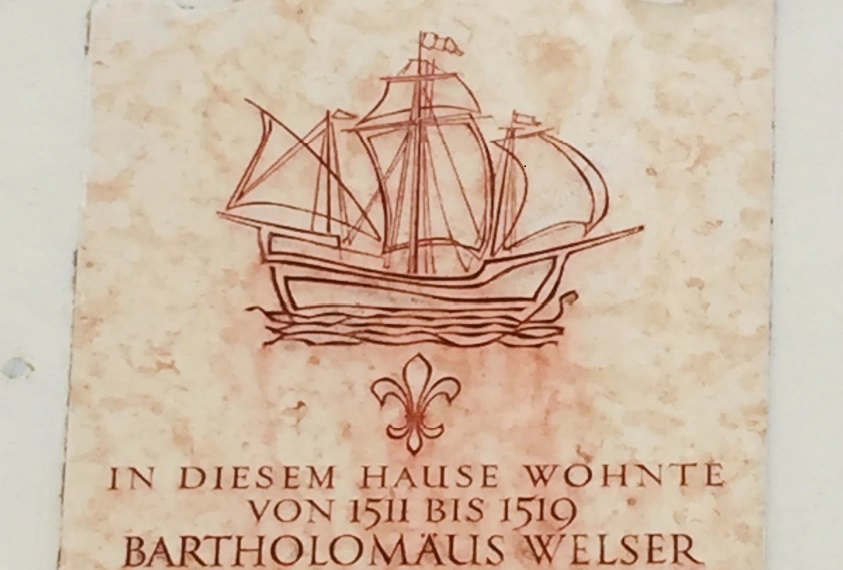 IN DIESEM HAUSE WOHNTE
VON 1511 BIS 1519
BARTHOLOMÄUS WELSER